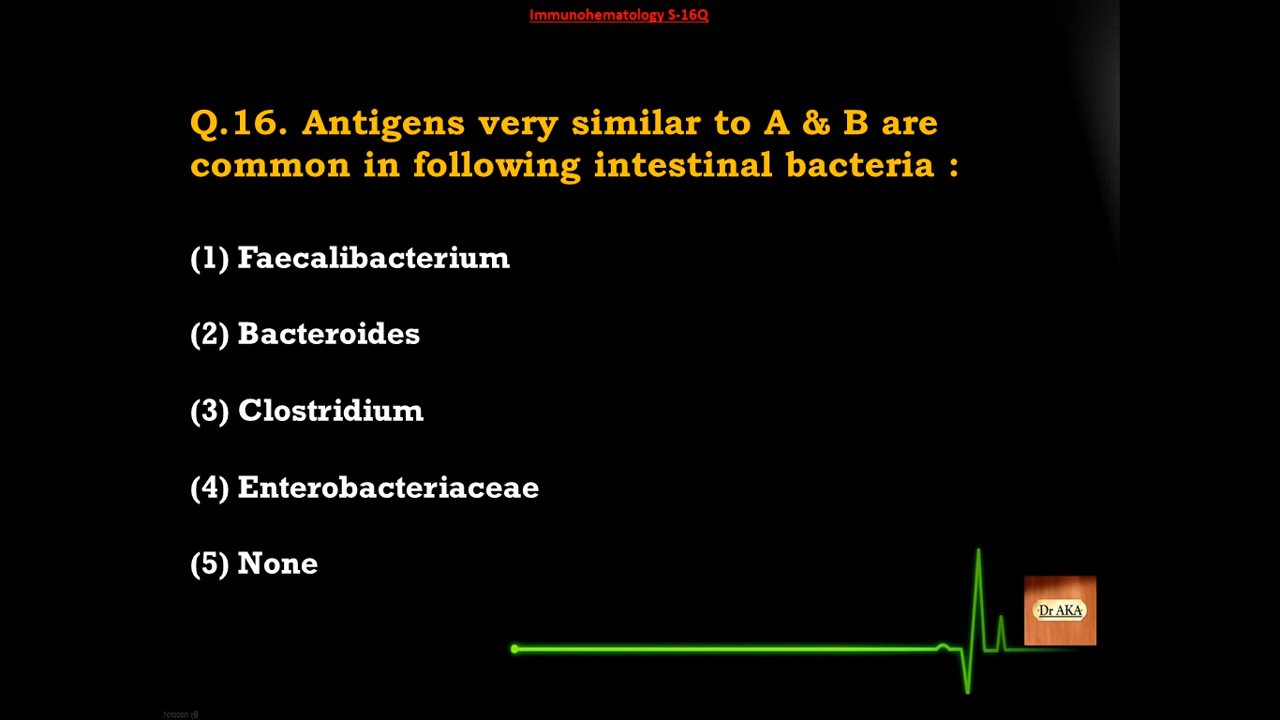 Immunohematology S-16Q
Q.16. Antigens very similar to A & B are
common in following intestinal bacteria :
(1) Faecalibacterium
(2) Bacteroides
(3) Clostridium
(4) Enterobacteriaceae
(5) None
Dr AKA